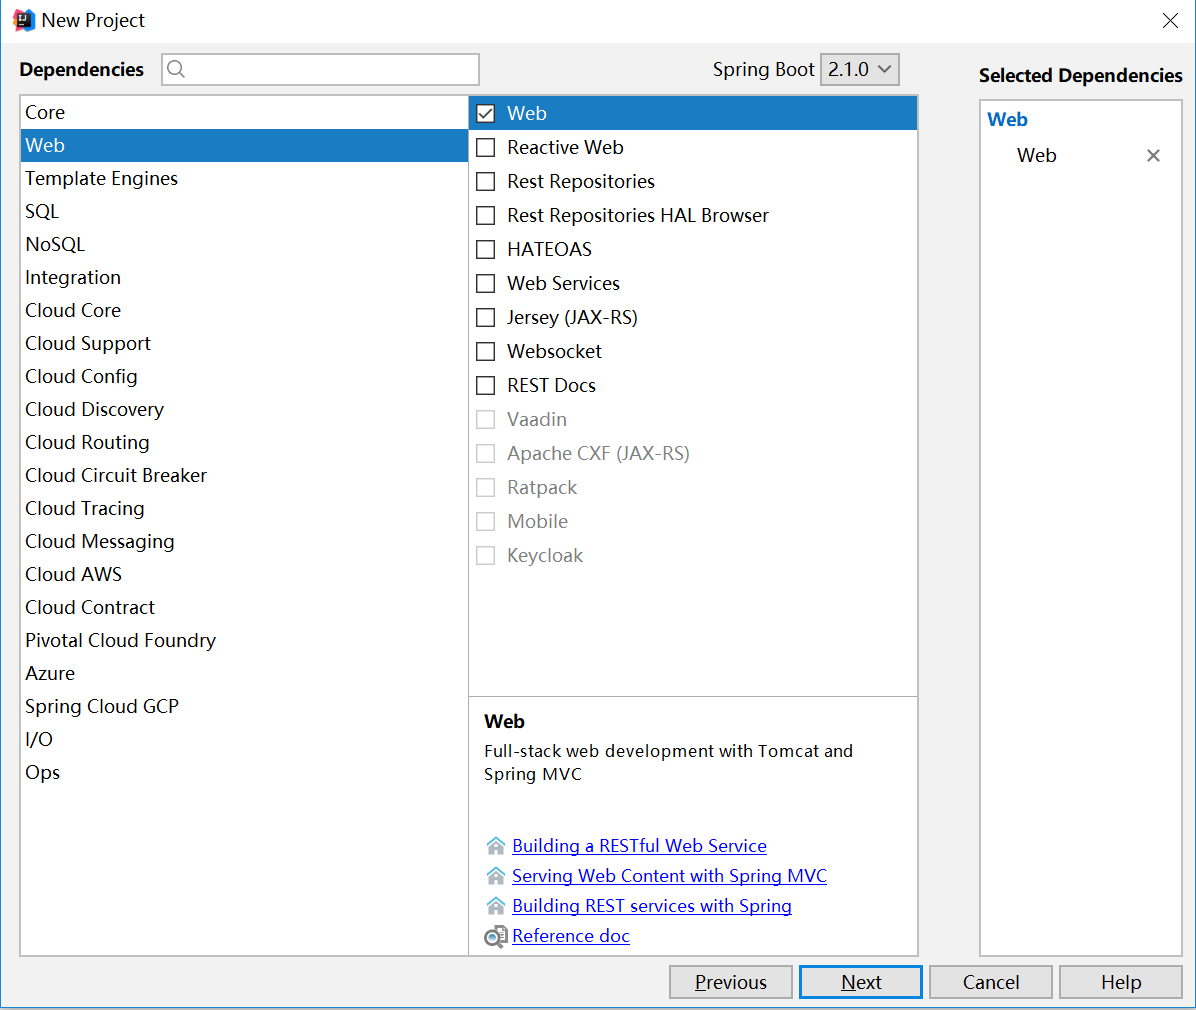 New Project
Dependencies
Spring Boot 2.1.0
Selected Dependencies
Core
Web
Template Engines
SQL
NoSQL
Integration
Cloud Core
Cloud Support
Cloud Config
Cloud Discovery
Cloud Routing
Cloud Circuit Breaker
Cloud Tracing
Cloud Messaging
Cloud AWS
Cloud Contract
Pivotal Cloud Foundry
Azure
Spring Cloud GCP
I/O
Ops
Web
Reactive Web
Rest Repositories
Rest Repositories HAL Browser
HATEOAS
Web Services
Jersey (JAX-RS)
Websocket
REST Docs
Vaadin
Apache CXF (JAX-RS)
Ratpack
Mobile
Keycloak
Web
Full-stack web development with Tomcat and
Spring MVC
Building a RESTful Web Service
Serving Web Content with Spring MVC
Building REST services with Spring
Reference doc
Web
Web
Previous
Next
Cancel
Help